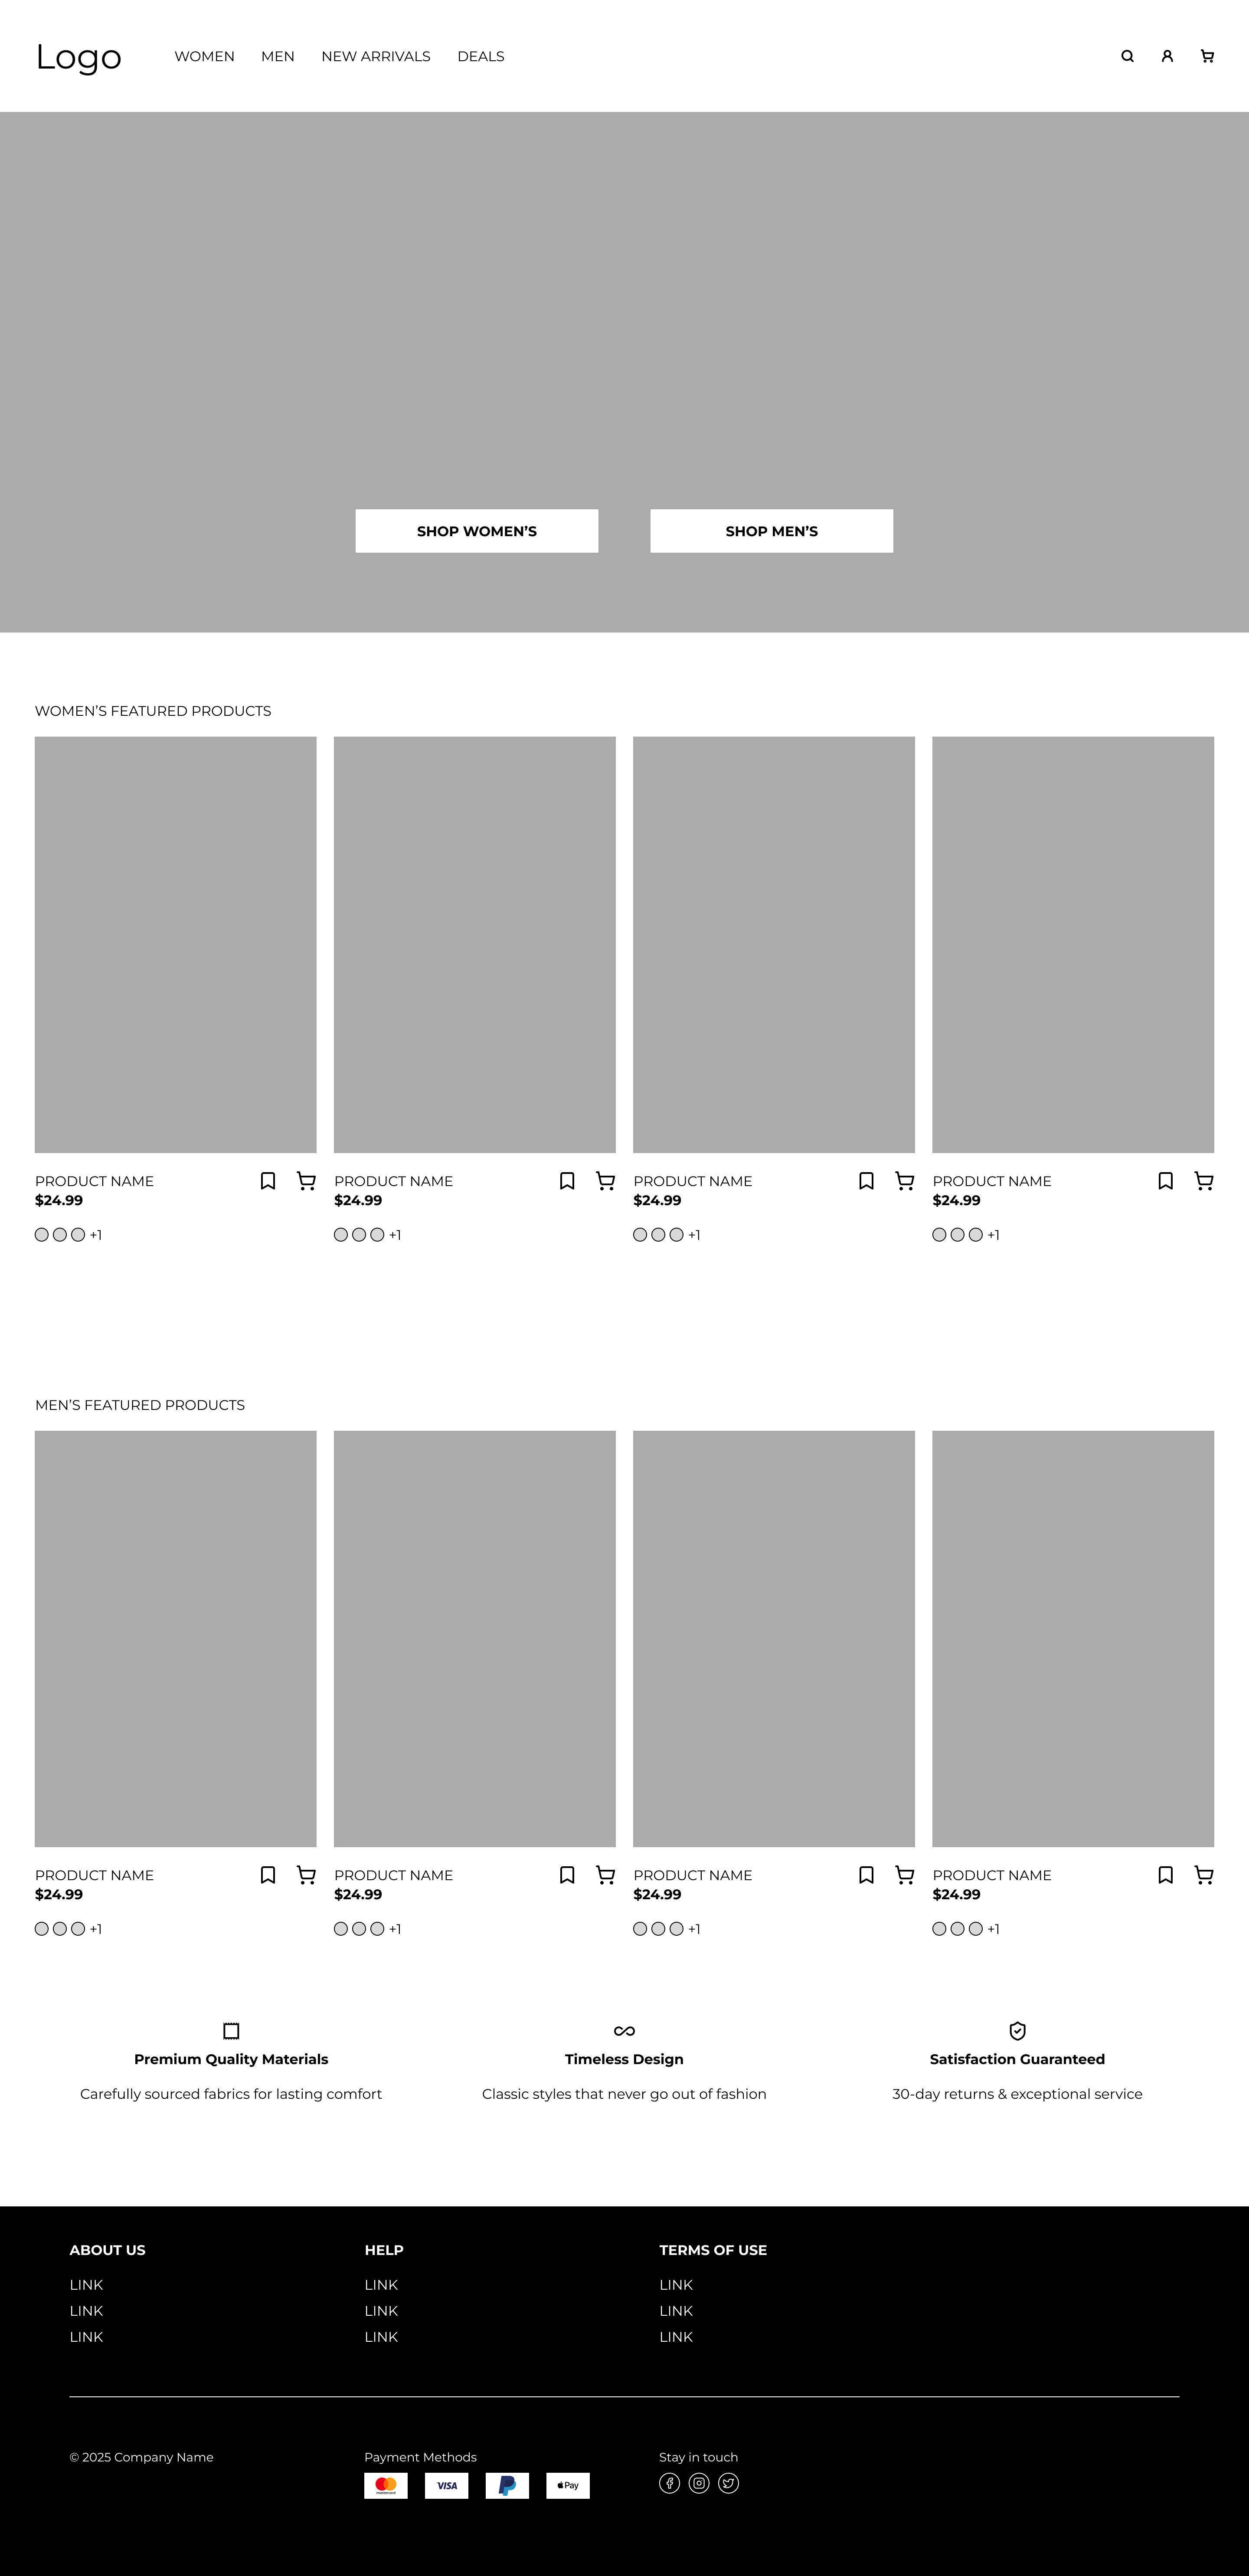 Logo
WOMEN MEN NEW ARRIVALS DEALS
SHOP WOMEN’S SHOP MEN’S
WOMEN’S FEATURED PRODUCTS
PRODUCT NAME PRODUCT NAME PRODUCT NAME PRODUCT NAME
$24.99 $24.99 $24.99 $24.99
+1 +1 +1 +1
MEN’S FEATURED PRODUCTS
PRODUCT NAME PRODUCT NAME PRODUCT NAME PRODUCT NAME
$24.99 $24.99 $24.99 $24.99
+1 +1 +1 +1
Premium Quality Materials Timeless Design Satisfaction Guaranteed
Carefully sourced fabrics for lasting comfort Classic styles that never go out of fashion 30-day returns & exceptional service
ABOUT US HELP TERMS OF USE
LINK LINK LINK
LINK LINK LINK
LINK LINK LINK
© 2025 Company Name Payment Methods Stay in touch
mastercard VISA Pay